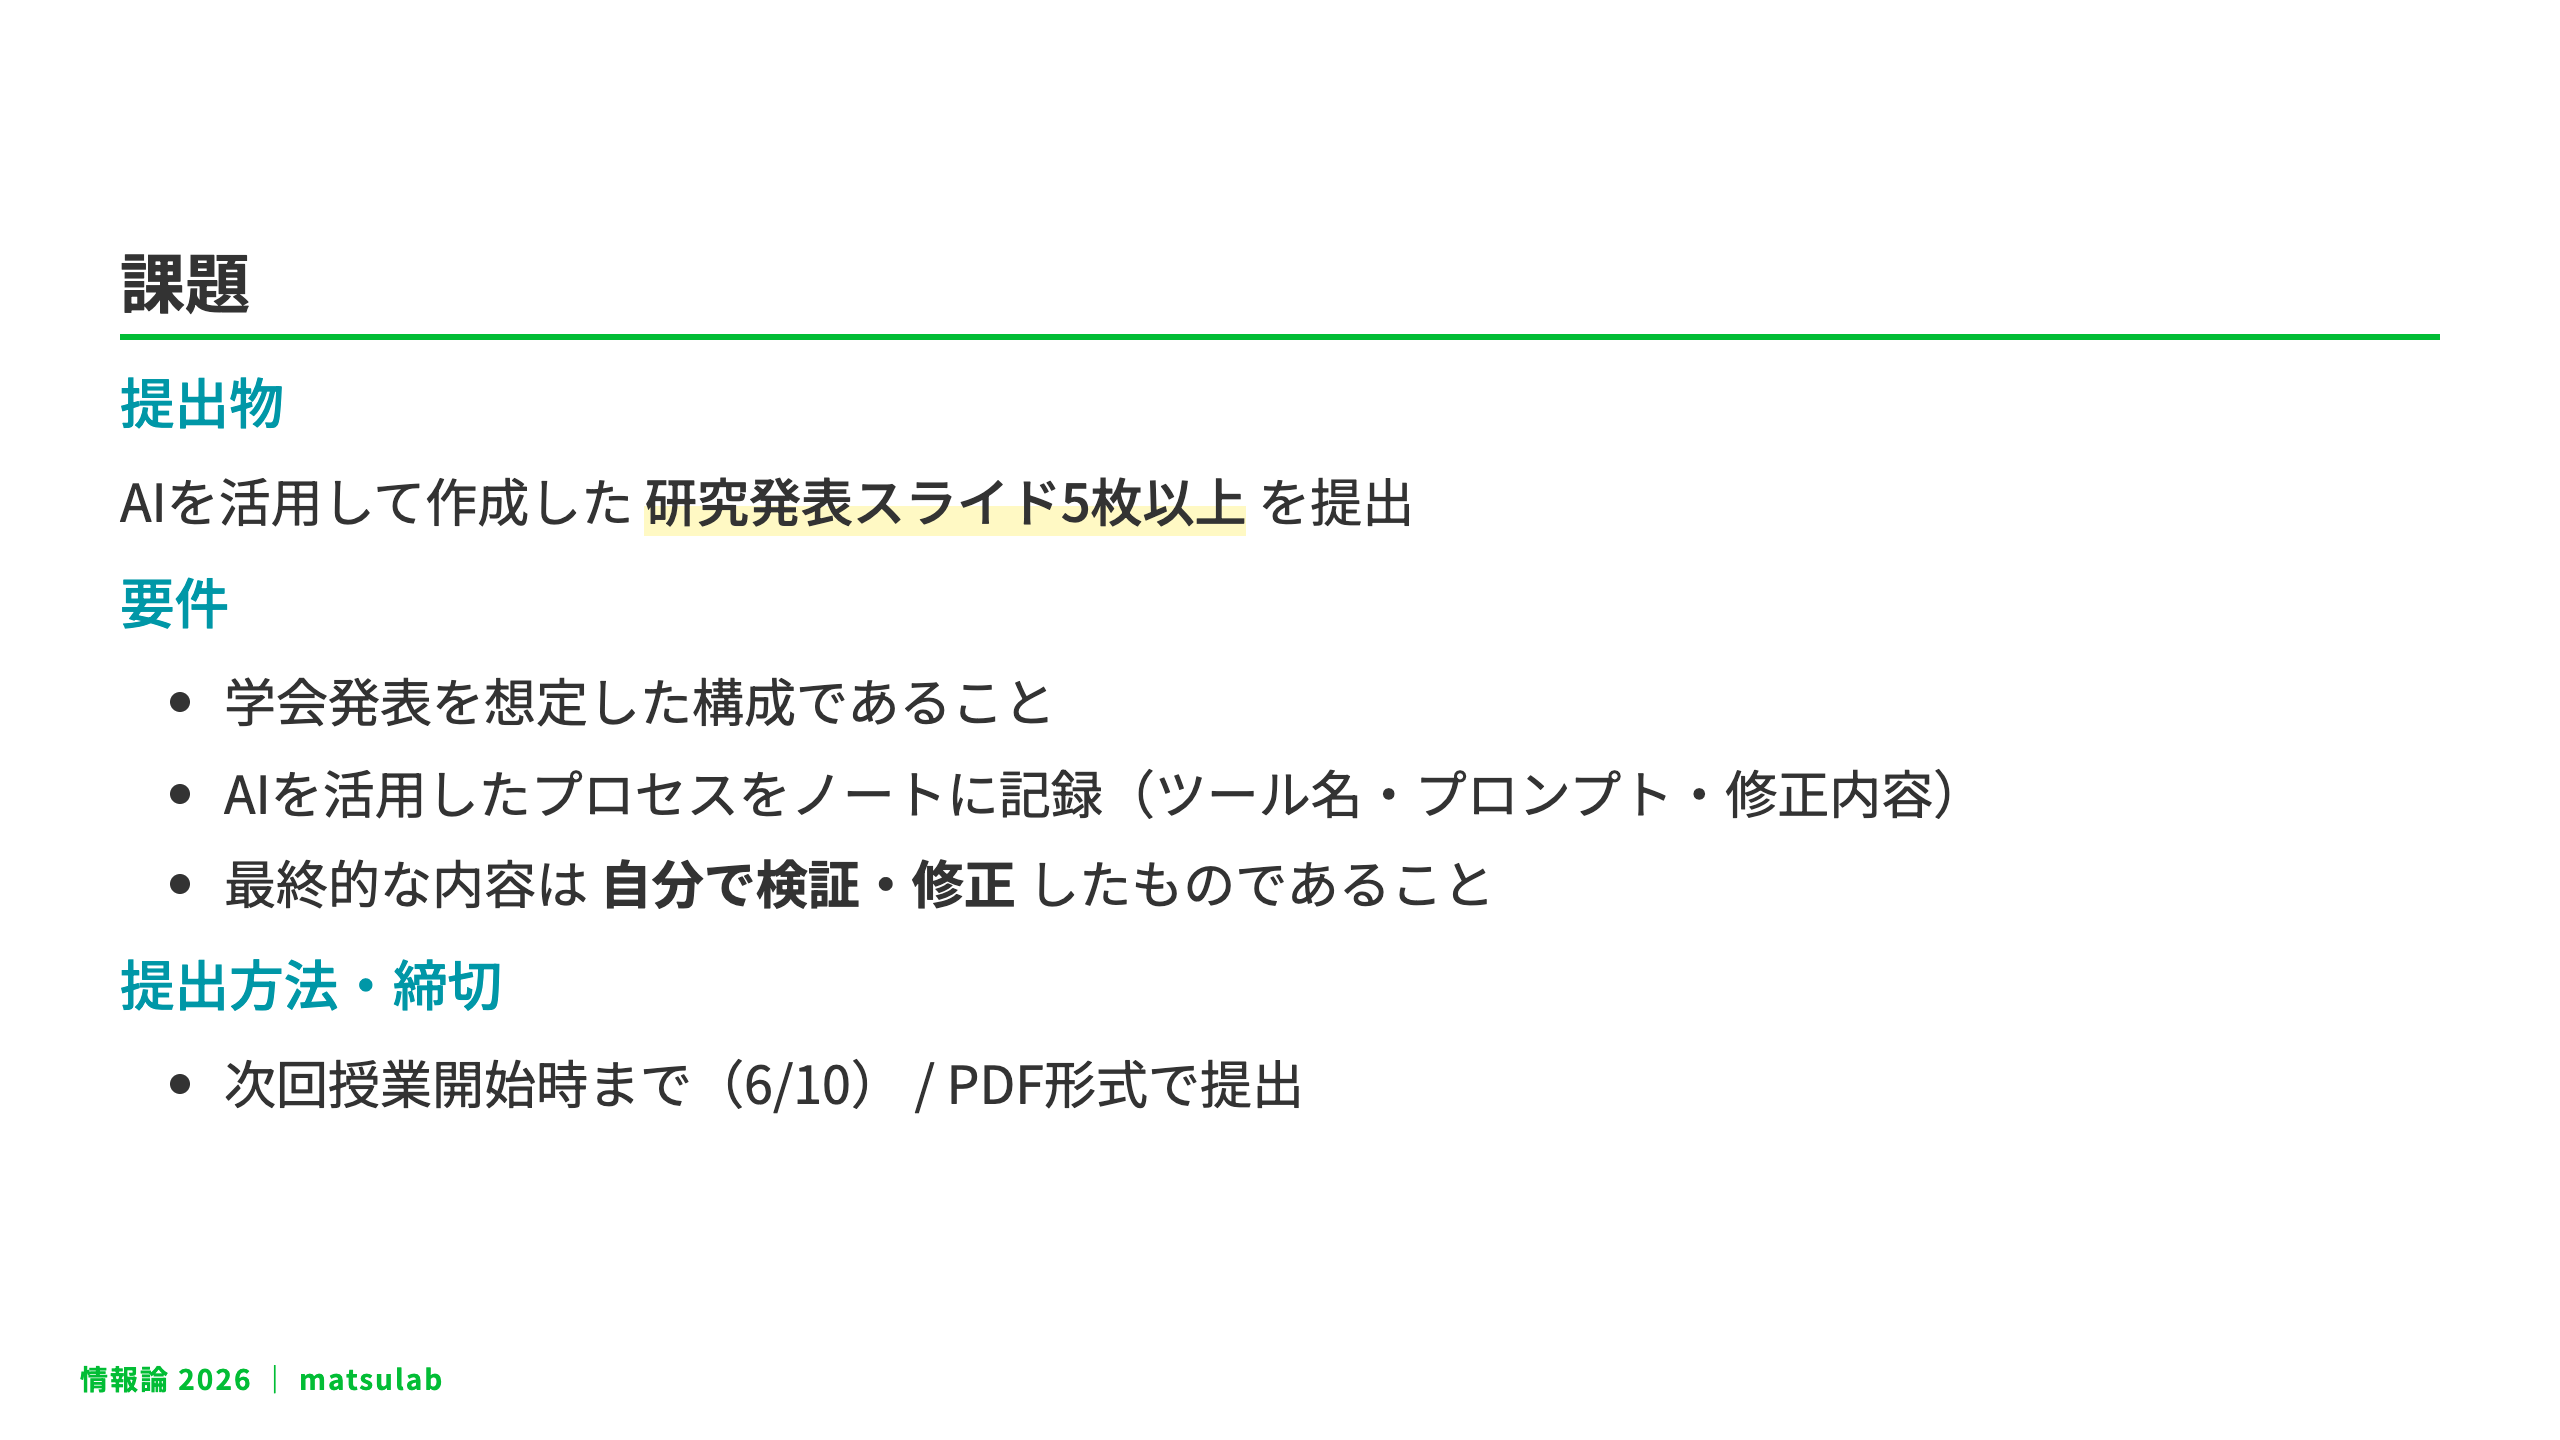 課題
提出物
AIを活用して作成した 研究発表スライド5枚以上 を提出
要件
• 学会発表を想定した構成であること
• AIを活用したプロセスをノートに記録（ツール名・プロンプト・修正内容）
• 最終的な内容は 自分で検証・修正 したものであること
提出方法・締切
• 次回授業開始時まで（6/10） / PDF形式で提出
情報論 2026 ｜ matsulab